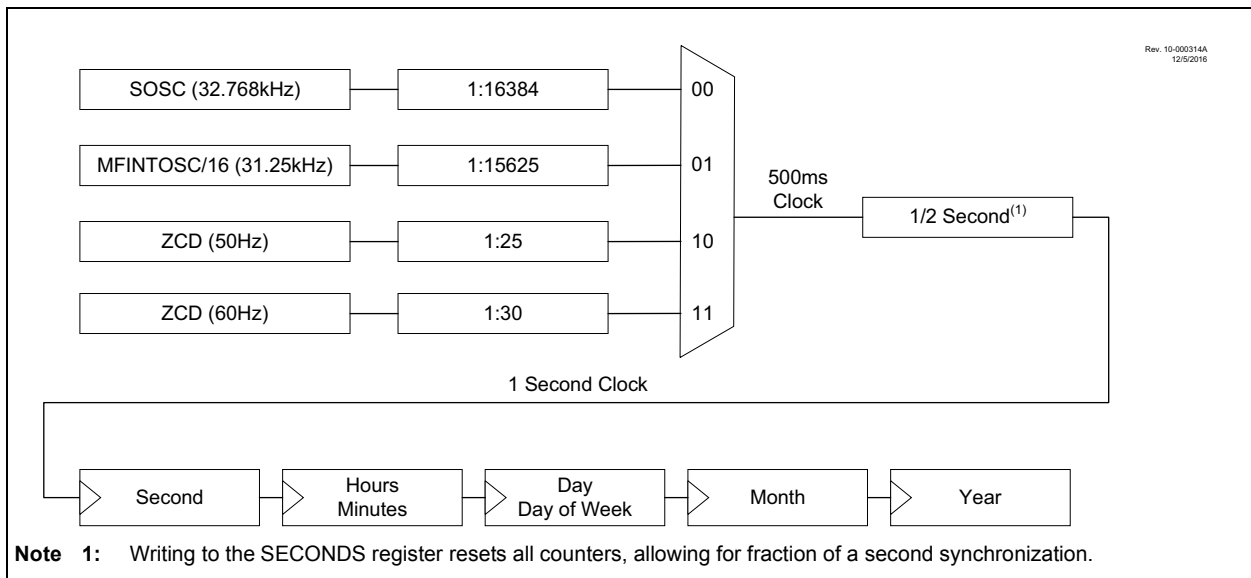 Rev. 10-000314A
12/5/2016
SOSC (32.768kHz)
1:16384
00
MFINTOSC/16 (31.25kHz)
1:15625
01
500ms
Clock
1/2 Second(1)
ZCD (50Hz)
1:25
10
ZCD (60Hz)
1:30
11
1 Second Clock
Second
Hours
Minutes
Day
Day of Week
Month
Year
Note 1: Writing to the SECONDS register resets all counters, allowing for fraction of a second synchronization.